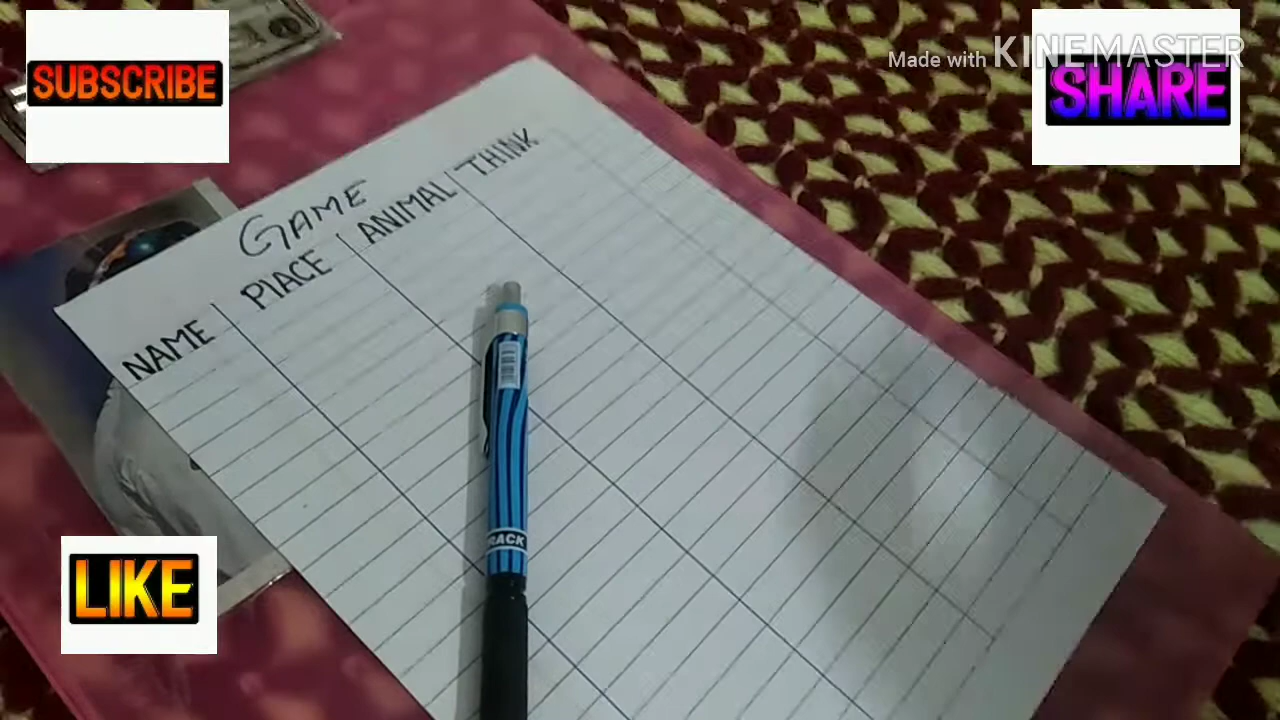 SUBSCRIBE
Made with KINEMASTER
SHARE
GAME
NAME PlACE ANIMAL THINK
RACK
LIKE